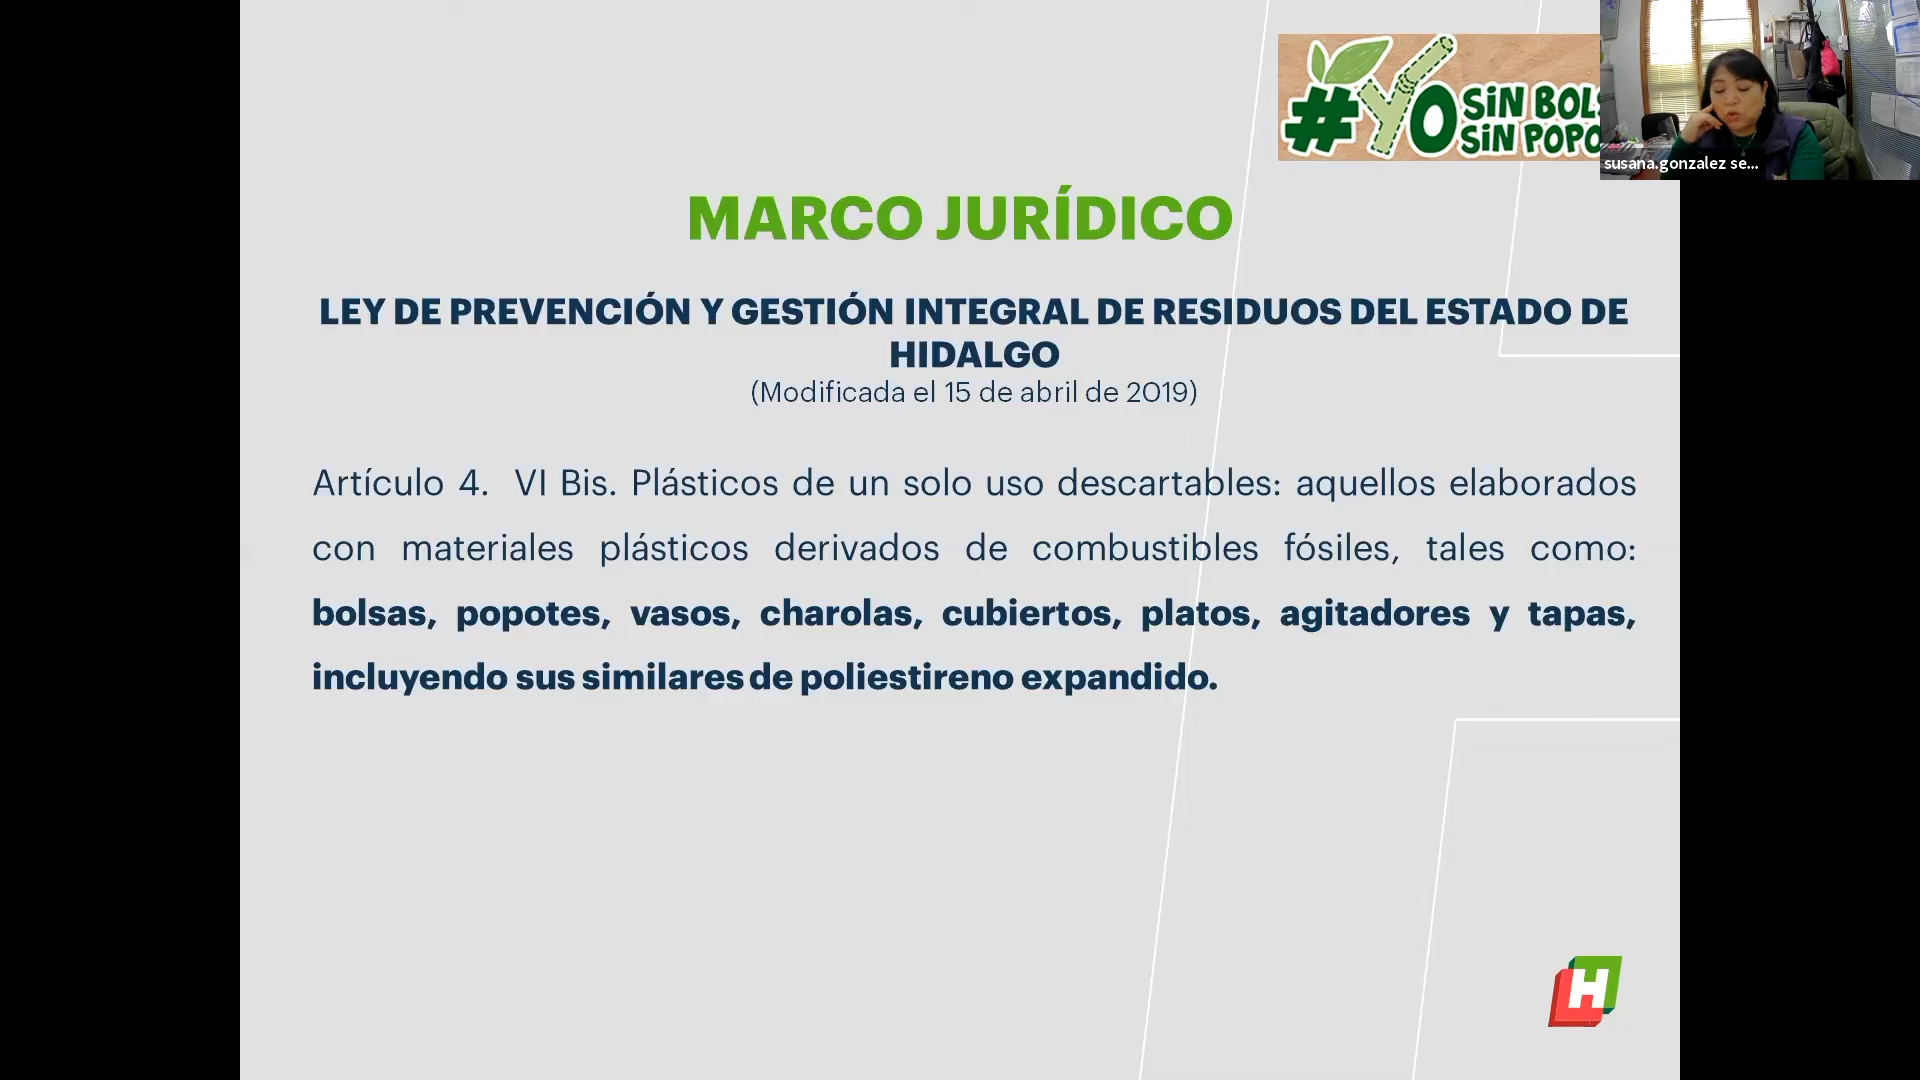 #YO SIN BOLS
SIN POPO
susana.gonzalez se...
MARCO JURÍDICO
LEY DE PREVENCIÓN Y GESTIÓN INTEGRAL DE RESIDUOS DEL ESTADO DE
HIDALGO
(Modificada el 15 de abril de 2019)
Artículo 4. VI Bis. Plásticos de un solo uso descartables: aquellos elaborados
con materiales plásticos derivados de combustibles fósiles, tales como:
bolsas, popotes, vasos, charolas, cubiertos, platos, agitadores y tapas,
incluyendo sus similares de poliestireno expandido.
H